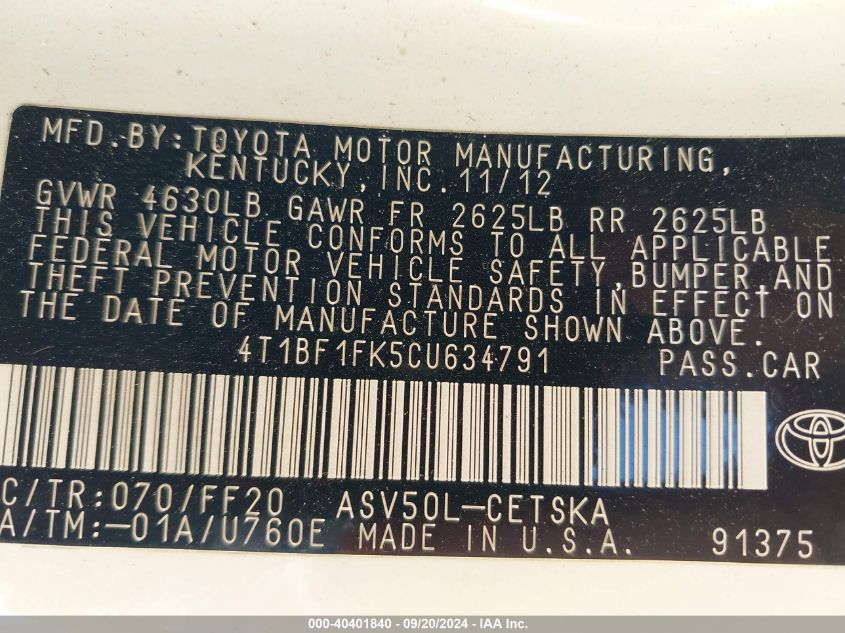 MFD. BY: TOYOTA MOTOR MANUFACTURING,
KENTUCKY, INC. 11/12
GVWR 4630LB GAWR FR 2625LB RR 2625LB
THIS VEHICLE CONFORMS TO ALL APPLICABLE
FEDERAL MOTOR VEHICLE SAFETY, BUMPER, AND
THEFT PREVENTION STANDARDS IN EFFECT ON
THE DATE OF MANUFACTURE SHOWN ABOVE.
4T1BF1FK5CU634791 PASS.CAR
C/TR: 070/FF20 ASV50L-CETSKA
A/TM: -01A/U760E MADE IN U.S.A. 91375
000-40401840 - 09/20/2024 - IAA Inc.